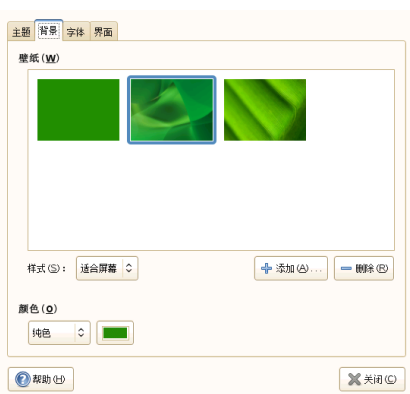 主题 背景 字体 界面
壁纸(W)
样式(S)： 适合屏幕 添加(A)... 删除(R)
颜色(O)
纯色
帮助(H) 关闭(C)